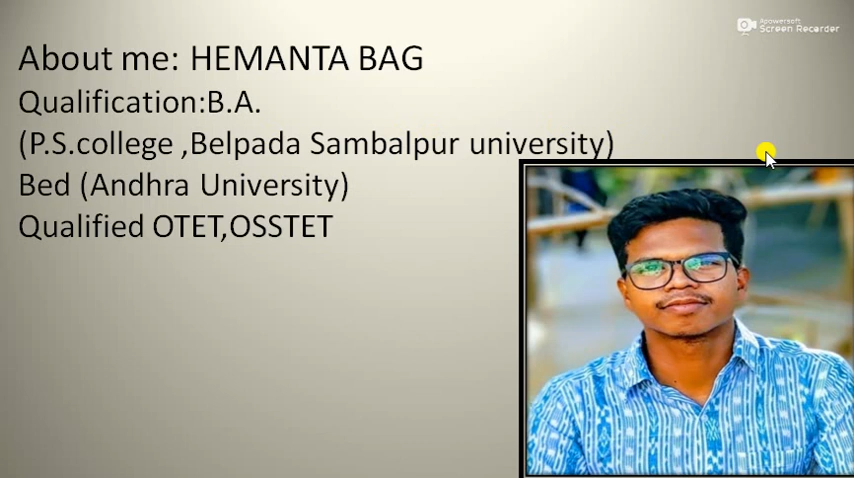 Apowersoft
Screen Recorder
About me: HEMANTA BAG
Qualification:B.A.
(P.S.college ,Belpada Sambalpur university)
Bed (Andhra University)
Qualified OTET,OSSTET